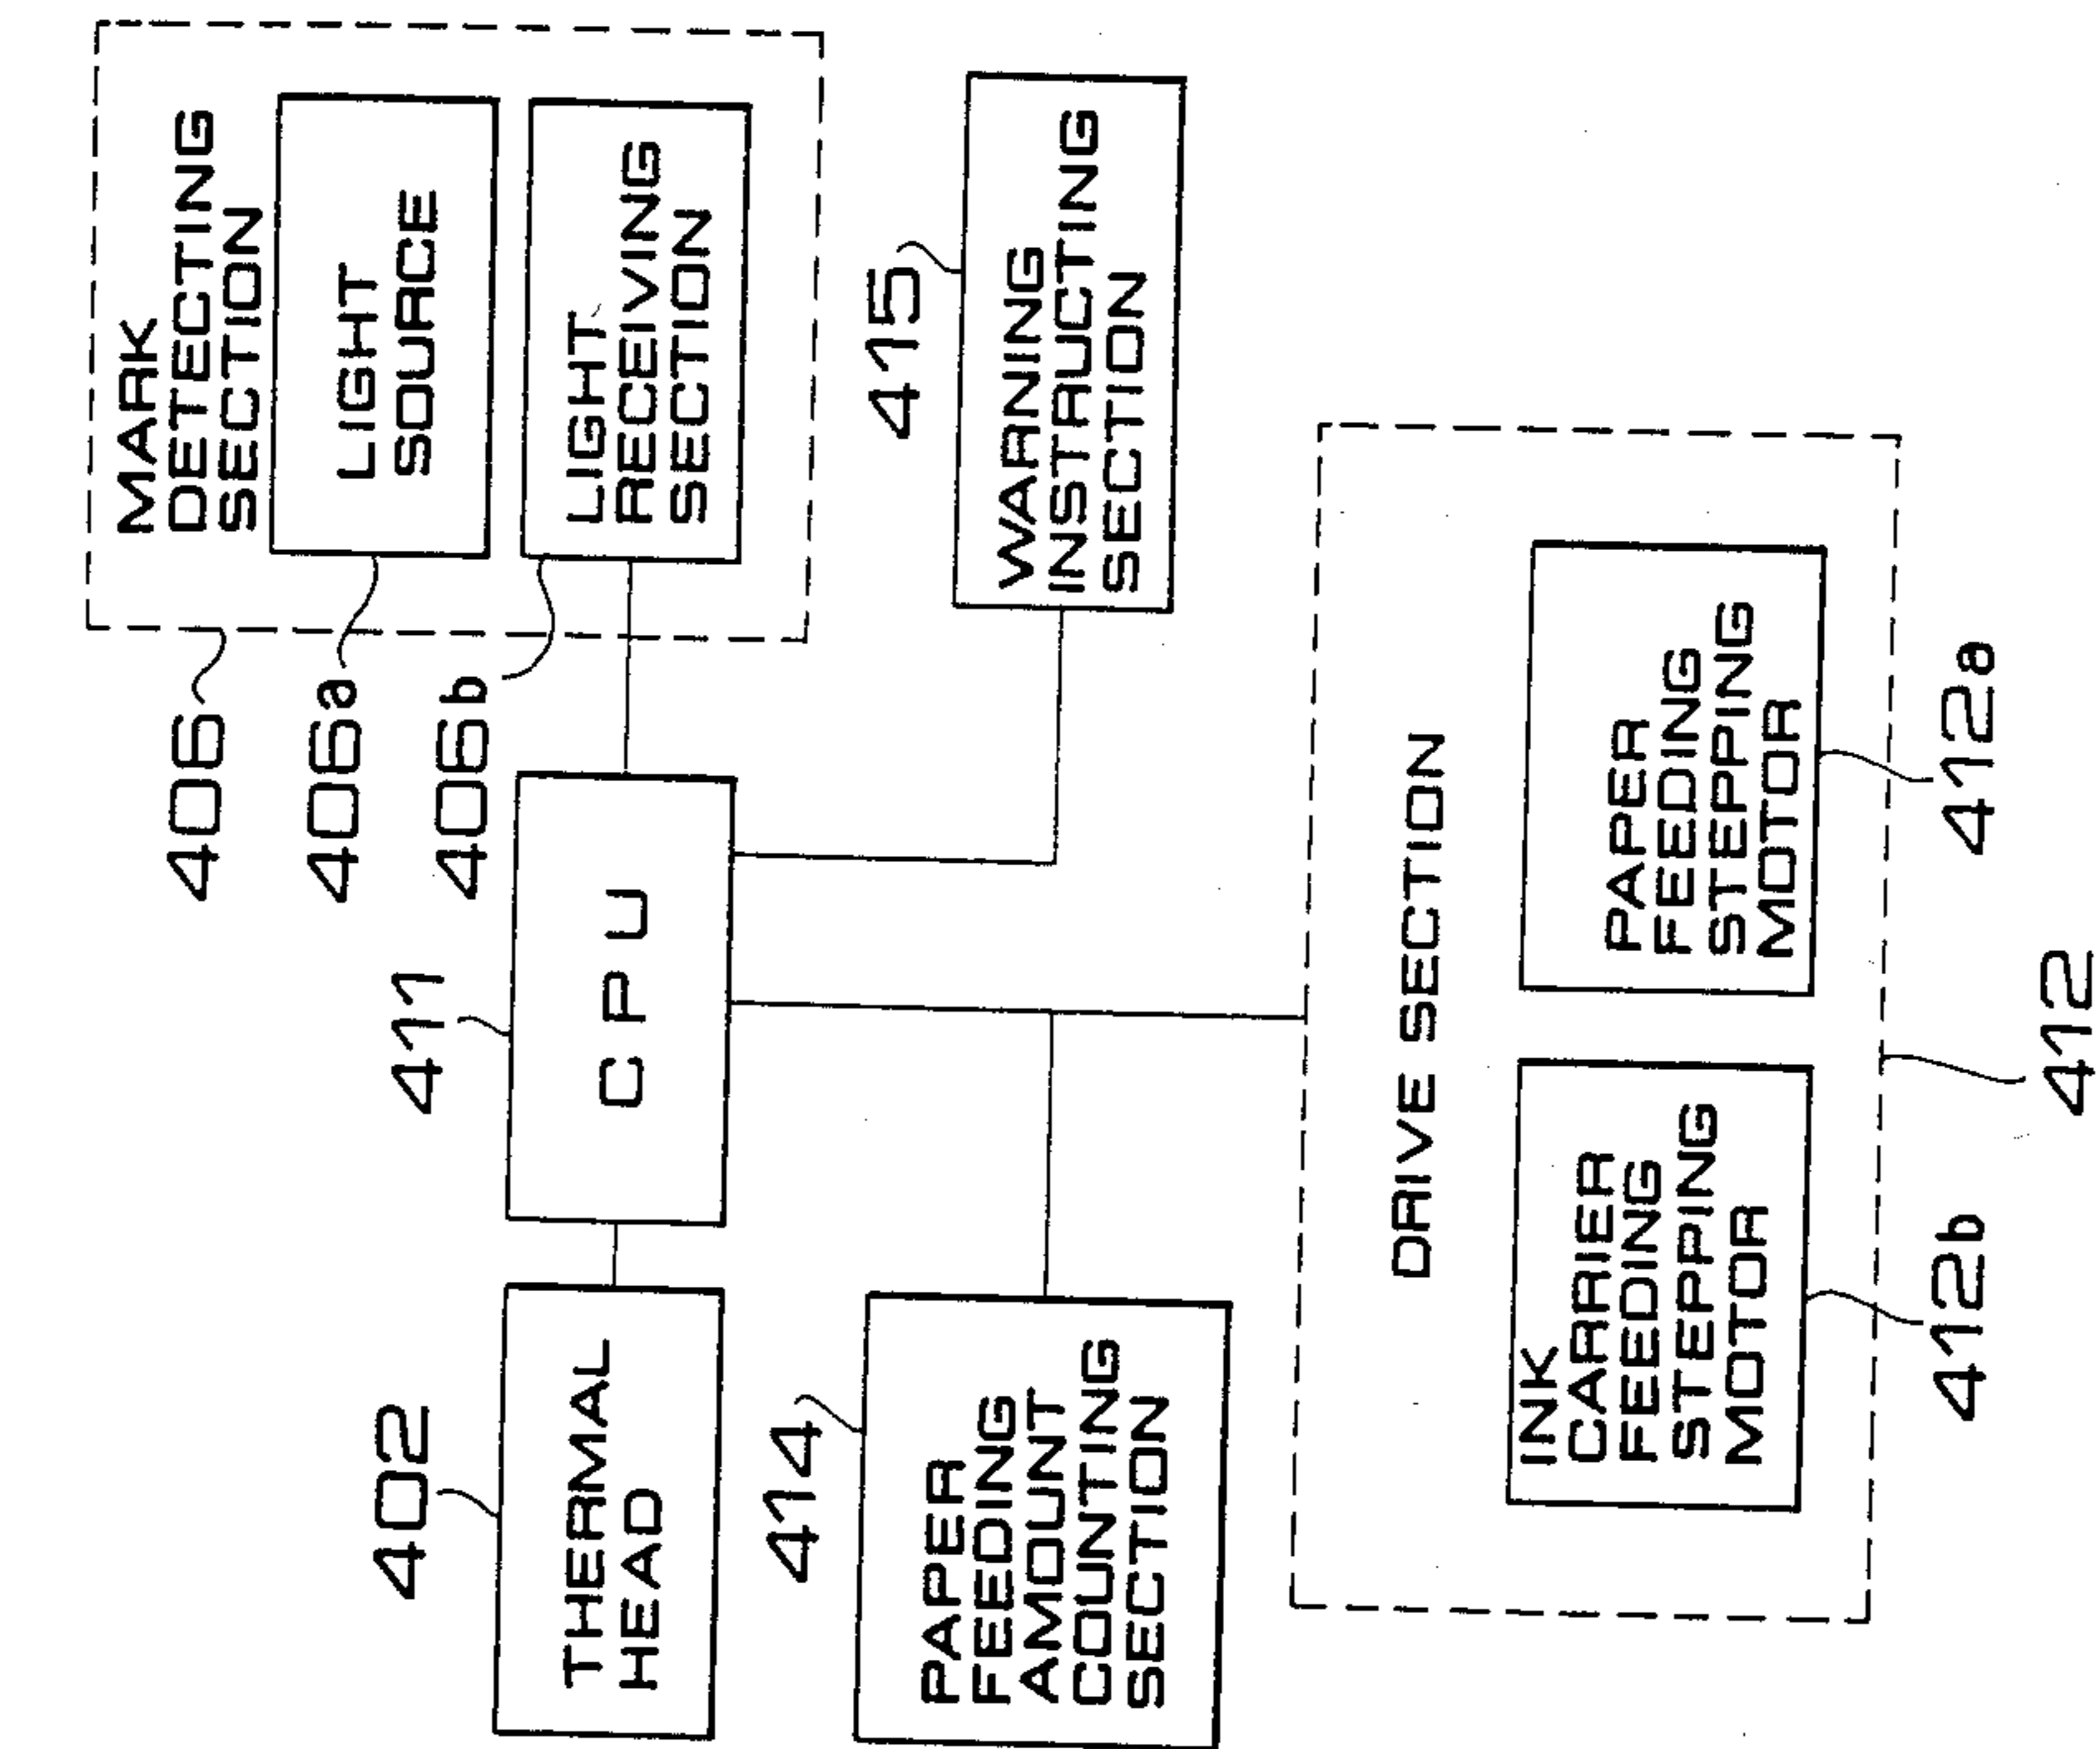 406
MARK
DETECTING
SECTION
406a
LIGHT
SOURCE
406b
LIGHT
RECEIVING
SECTION
411
C P U
402
THERMAL
HEAD
415
WARNING
INSTRUCTING
SECTION
414
PAPER
FEEDING
AMOUNT
COUNTING
SECTION
DRIVE SECTION
INK
CARRIER
FEEDING
STEPPING
MOTOR
412b
PAPER
FEEDING
STEPPING
MOTOR
412a
412